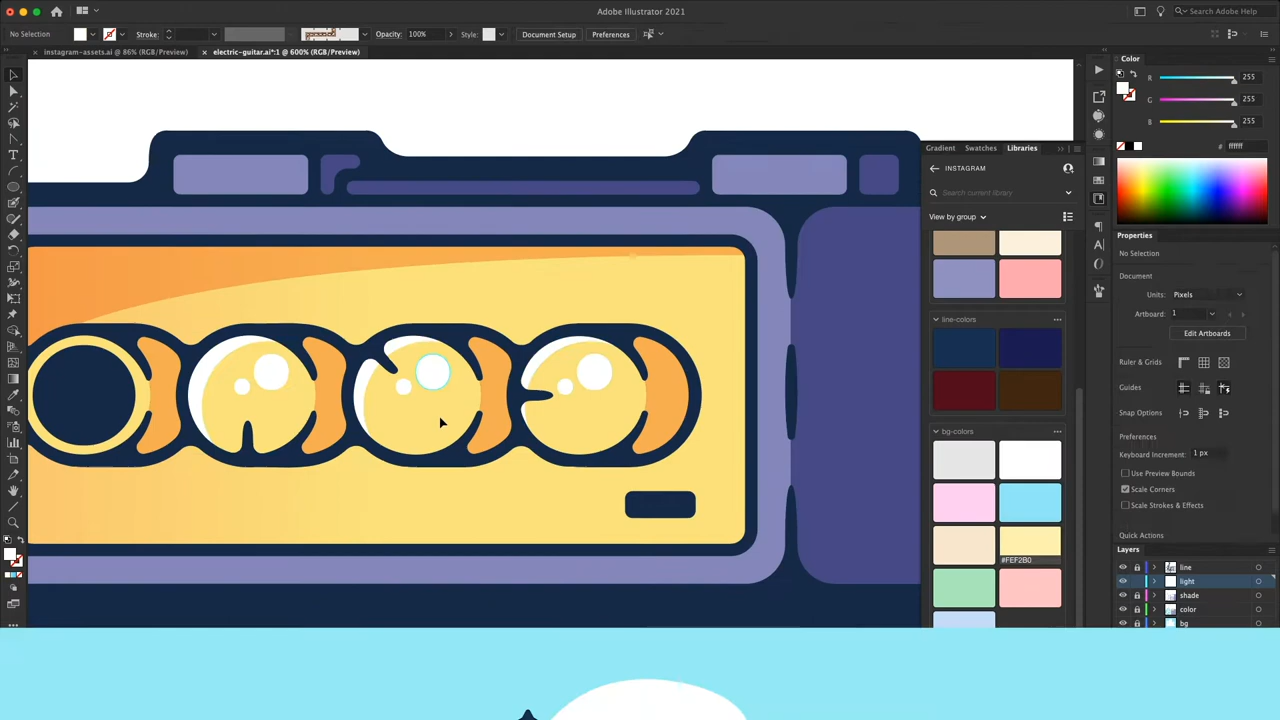 Adobe Illustrator 2021
Search Adobe Help
No Selection
Stroke:
Opacity: 100%
Style:
Document Setup
Preferences
× instagram-assets.ai @ 86% (RGB/Preview)
× electric-guitar.ai* @ 600% (RGB/Preview)
Color
R 255
G 255
B 255
# ffffff
Gradient
Swatches
Libraries
INSTAGRAM
Search current library
View by group
line-colors
bg-colors
#FEF2B0
Properties
No Selection
Document
Units: Pixels
Artboard: 1
Edit Artboards
Ruler & Grids
Guides
Snap Options
Preferences
Keyboard Increment: 1 px
Use Preview Bounds
Scale Corners
Scale Strokes & Effects
Quick Actions
Layers
line
light
shade
color
bg